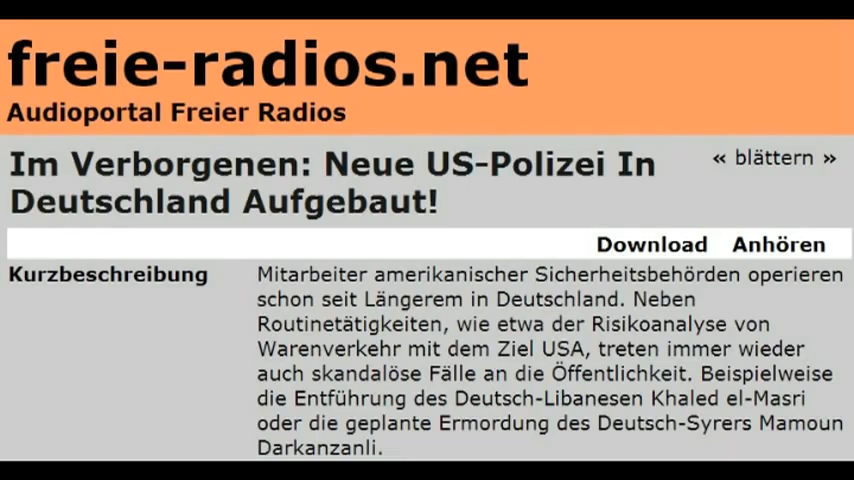 freie-radios.net
Audioportal Freier Radios
Im Verborgenen: Neue US-Polizei In
Deutschland Aufgebaut!
« blättern »
Download Anhören
Kurzbeschreibung
Mitarbeiter amerikanischer Sicherheitsbehörden operieren
schon seit Längerem in Deutschland. Neben
Routinetätigkeiten, wie etwa der Risikoanalyse von
Warenverkehr mit dem Ziel USA, treten immer wieder
auch skandalöse Fälle an die Öffentlichkeit. Beispielweise
die Entführung des Deutsch-Libanesen Khaled el-Masri
oder die geplante Ermordung des Deutsch-Syrers Mamoun
Darkanzanli.